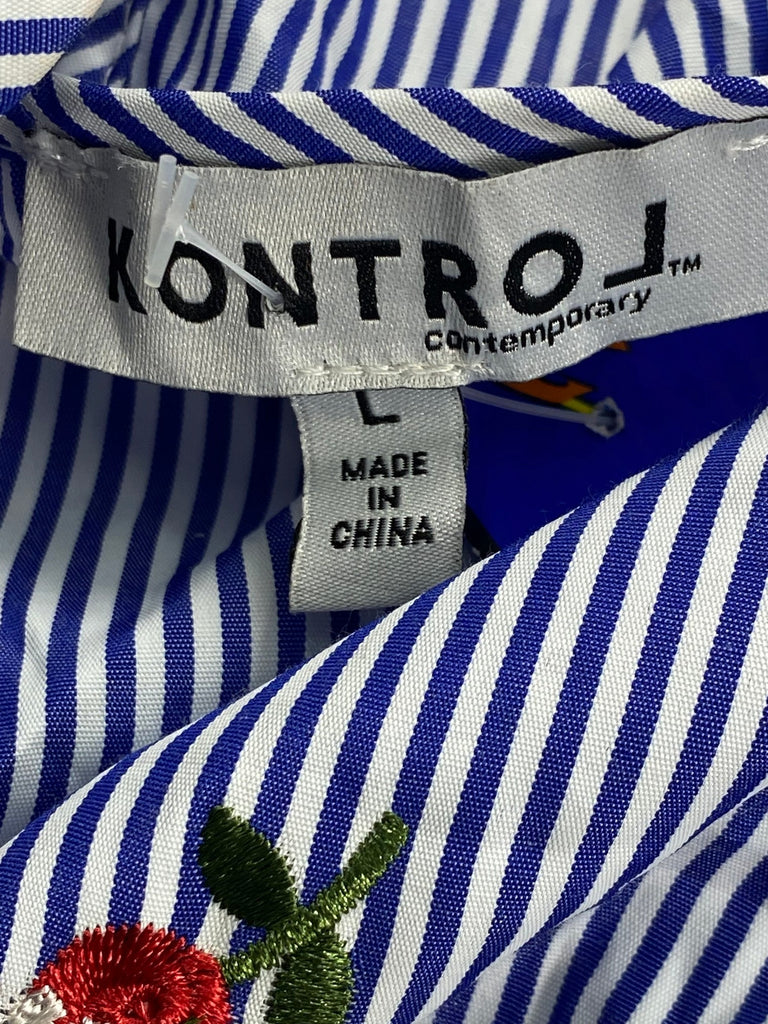 KONTROL™
contemporary
L
MADE
IN
CHINA